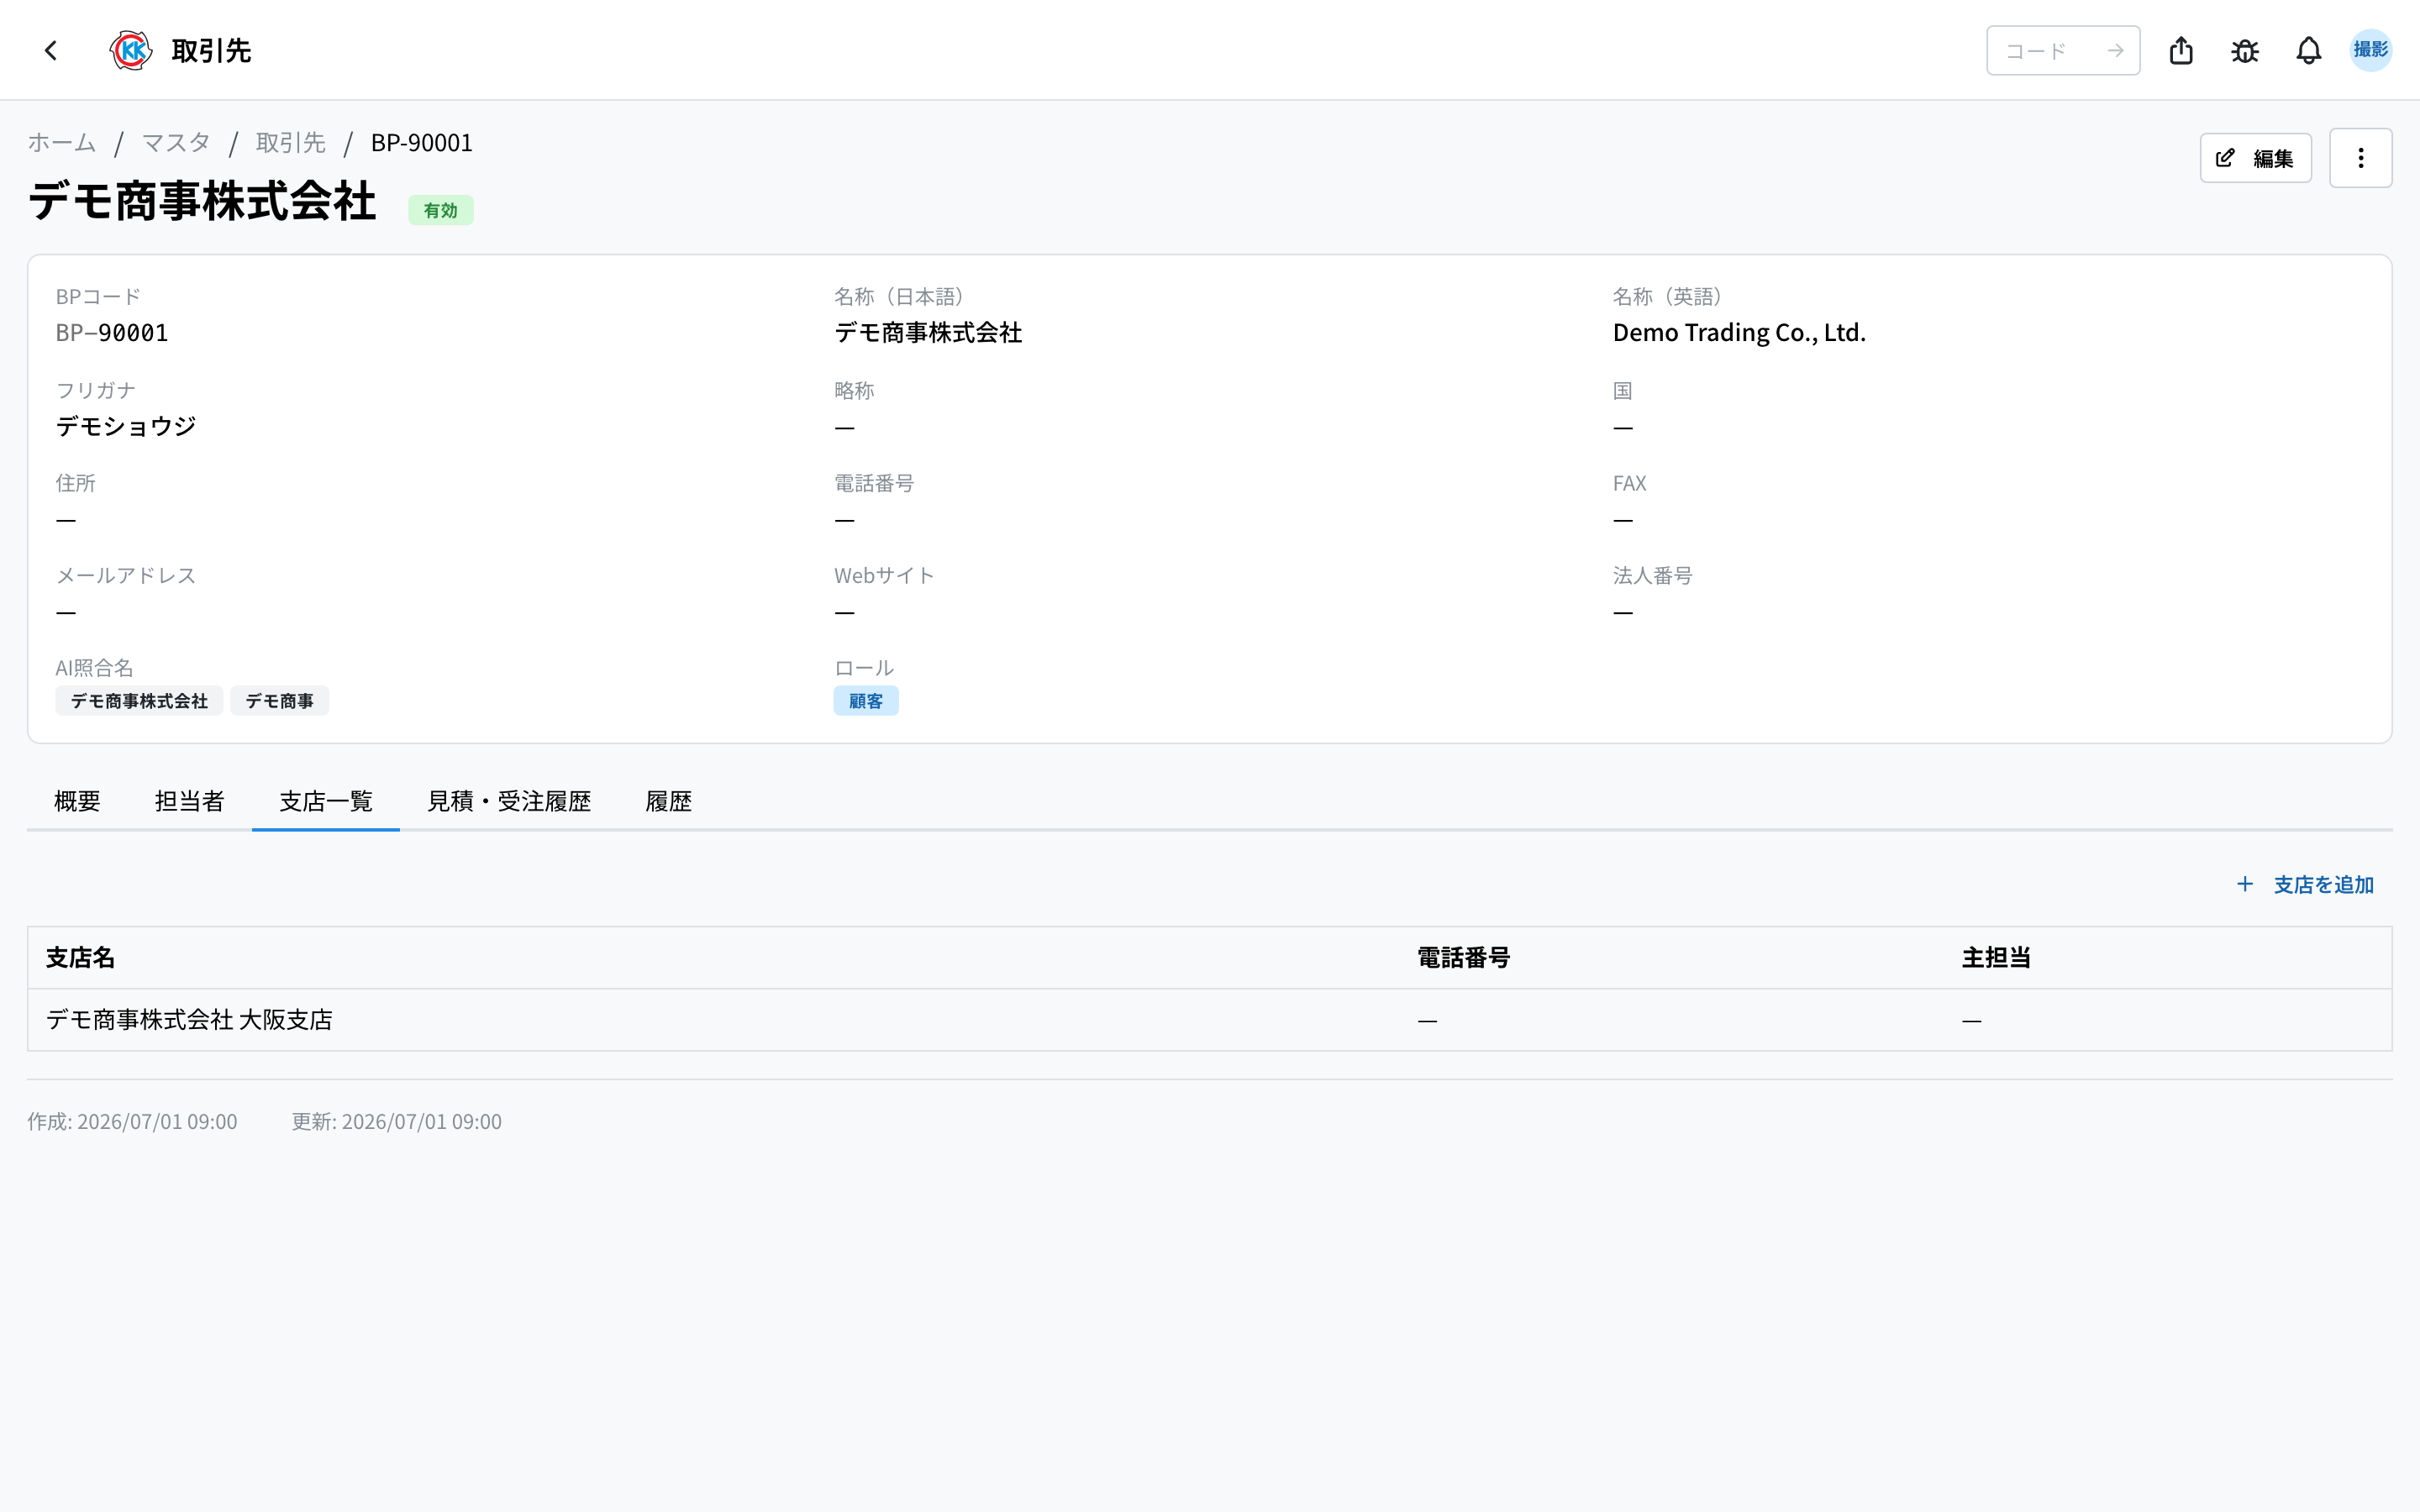 CKK 取引先
コード
撮影
ホーム / マスタ / 取引先 / BP-90001
編集
デモ商事株式会社 有効
BPコード 名称（日本語） 名称（英語）
BP-90001 デモ商事株式会社 Demo Trading Co., Ltd.
フリガナ 略称 国
デモショウジ — —
住所 電話番号 FAX
— — —
メールアドレス Webサイト 法人番号
— — —
AI照合名 ロール
デモ商事株式会社 デモ商事 顧客
概要 担当者 支店一覧 見積・受注履歴 履歴
支店を追加
支店名 電話番号 主担当
デモ商事株式会社 大阪支店 — —
作成: 2026/07/01 09:00 更新: 2026/07/01 09:00